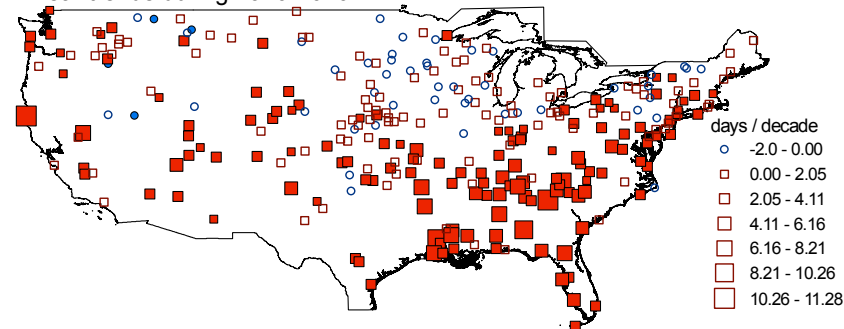 days / decade
-2.0 - 0.00
0.00 - 2.05
2.05 - 4.11
4.11 - 6.16
6.16 - 8.21
8.21 - 10.26
10.26 - 11.28